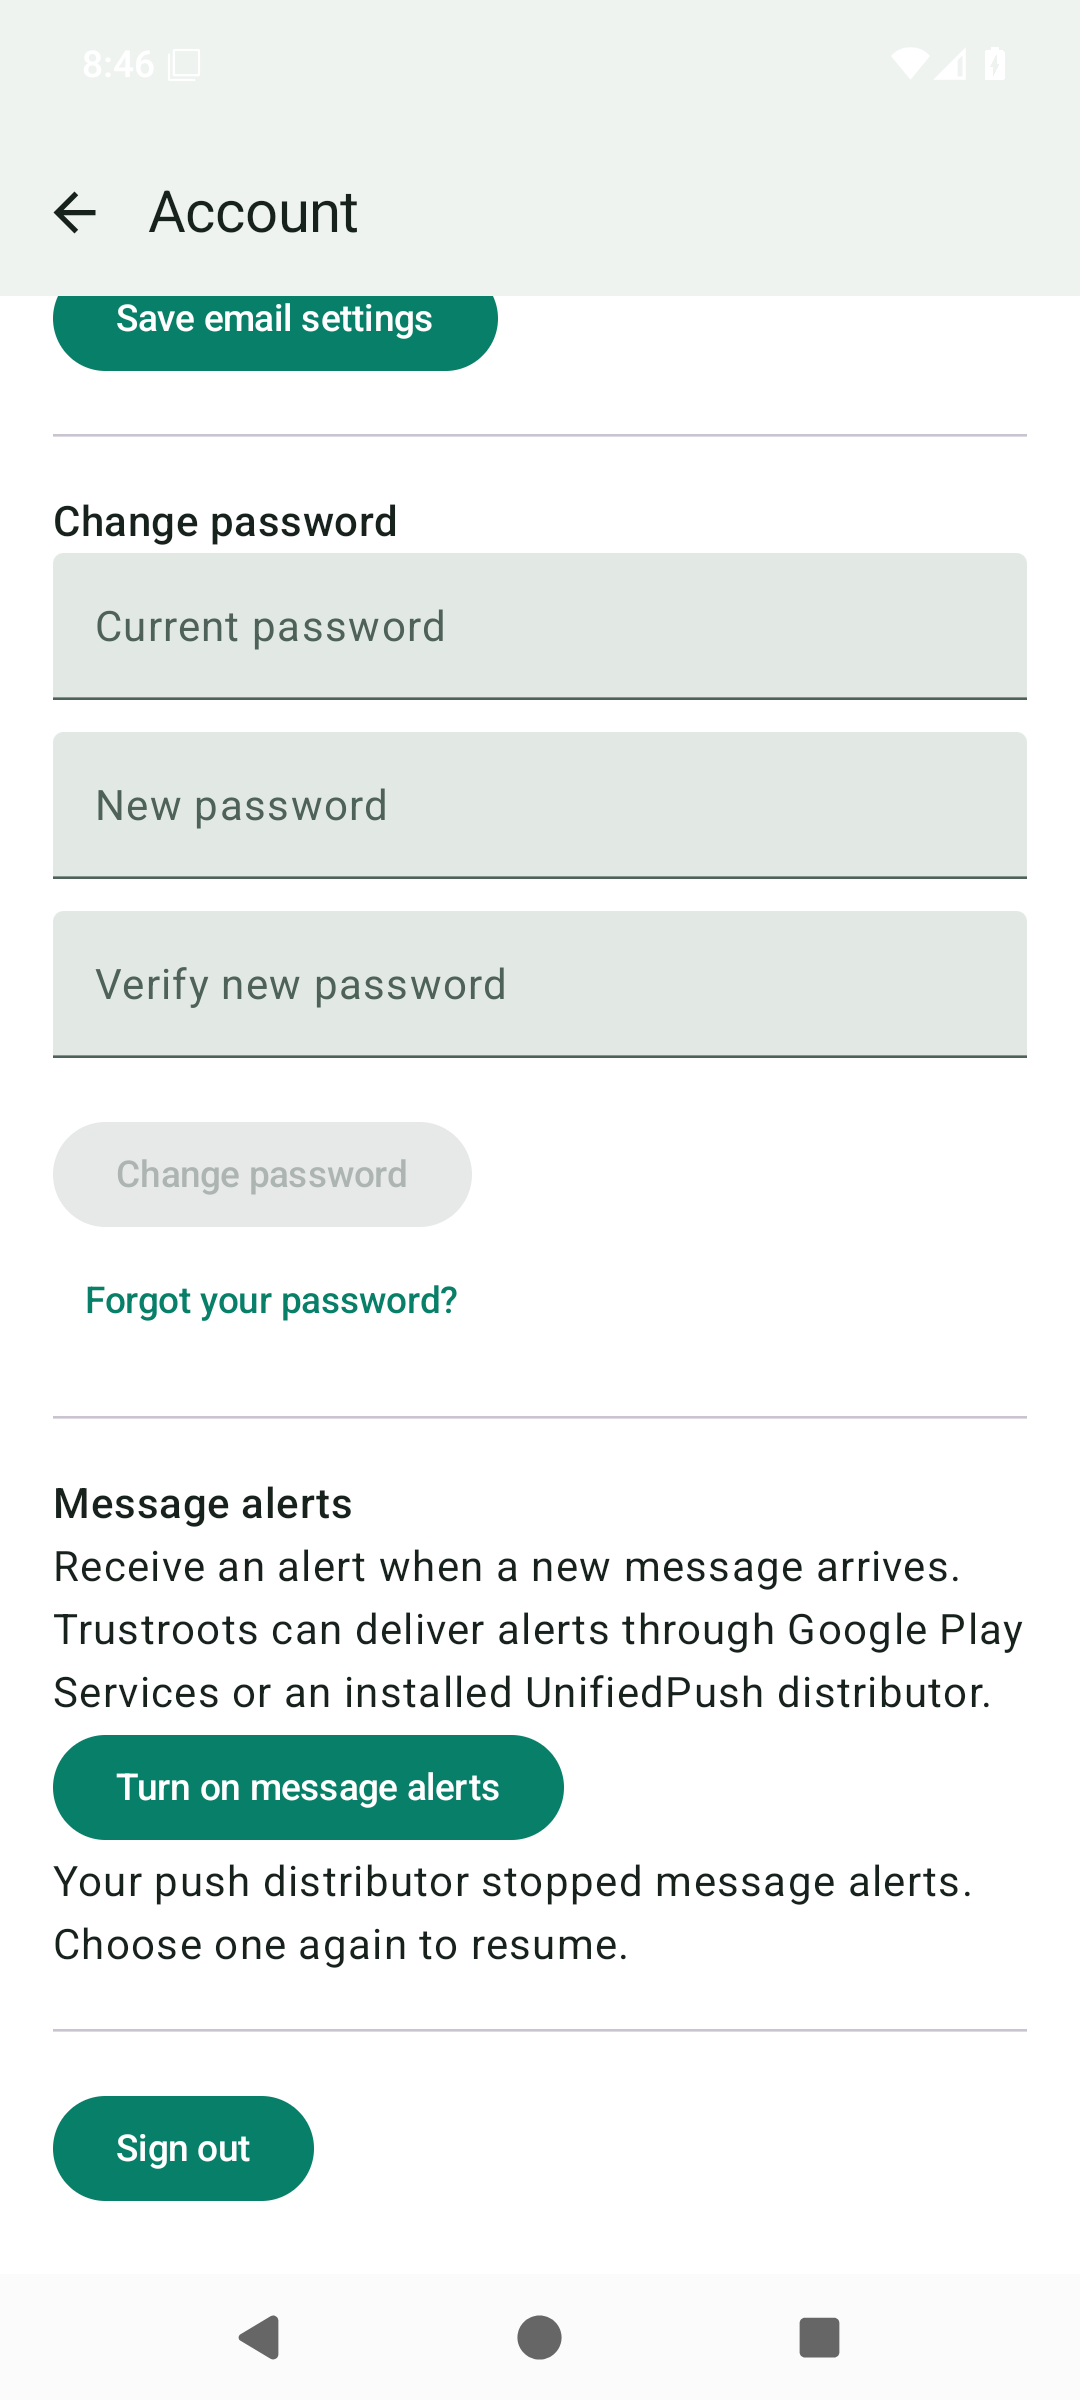 8:46
Account
Save email settings
Change password
Current password
New password
Verify new password
Change password
Forgot your password?
Message alerts
Receive an alert when a new message arrives.
Trustroots can deliver alerts through Google Play
Services or an installed UnifiedPush distributor.
Turn on message alerts
Your push distributor stopped message alerts.
Choose one again to resume.
Sign out